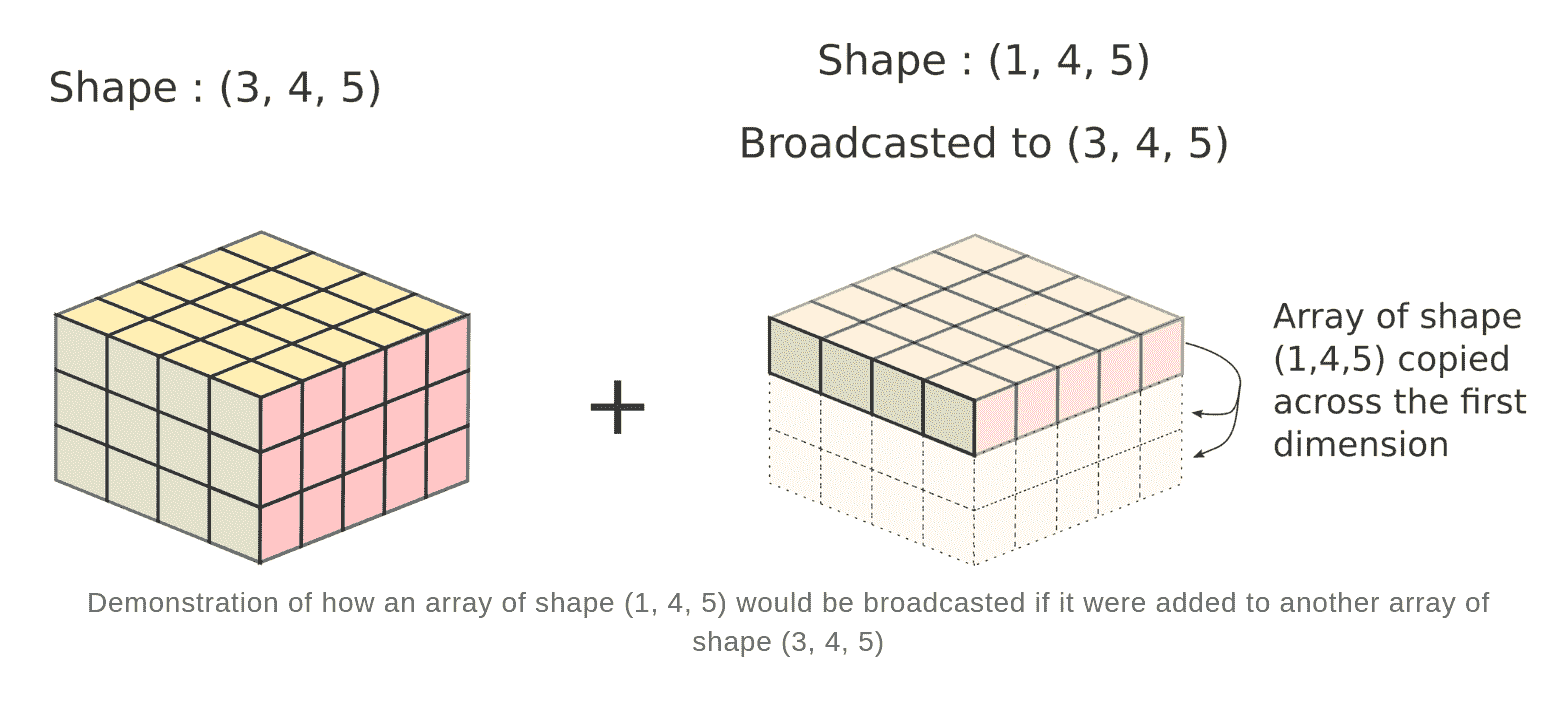 Shape : (3, 4, 5)
Shape : (1, 4, 5)
Broadcasted to (3, 4, 5)
Array of shape
(1,4,5) copied
across the first
dimension
+
Demonstration of how an array of shape (1, 4, 5) would be broadcasted if it were added to another array of
shape (3, 4, 5)